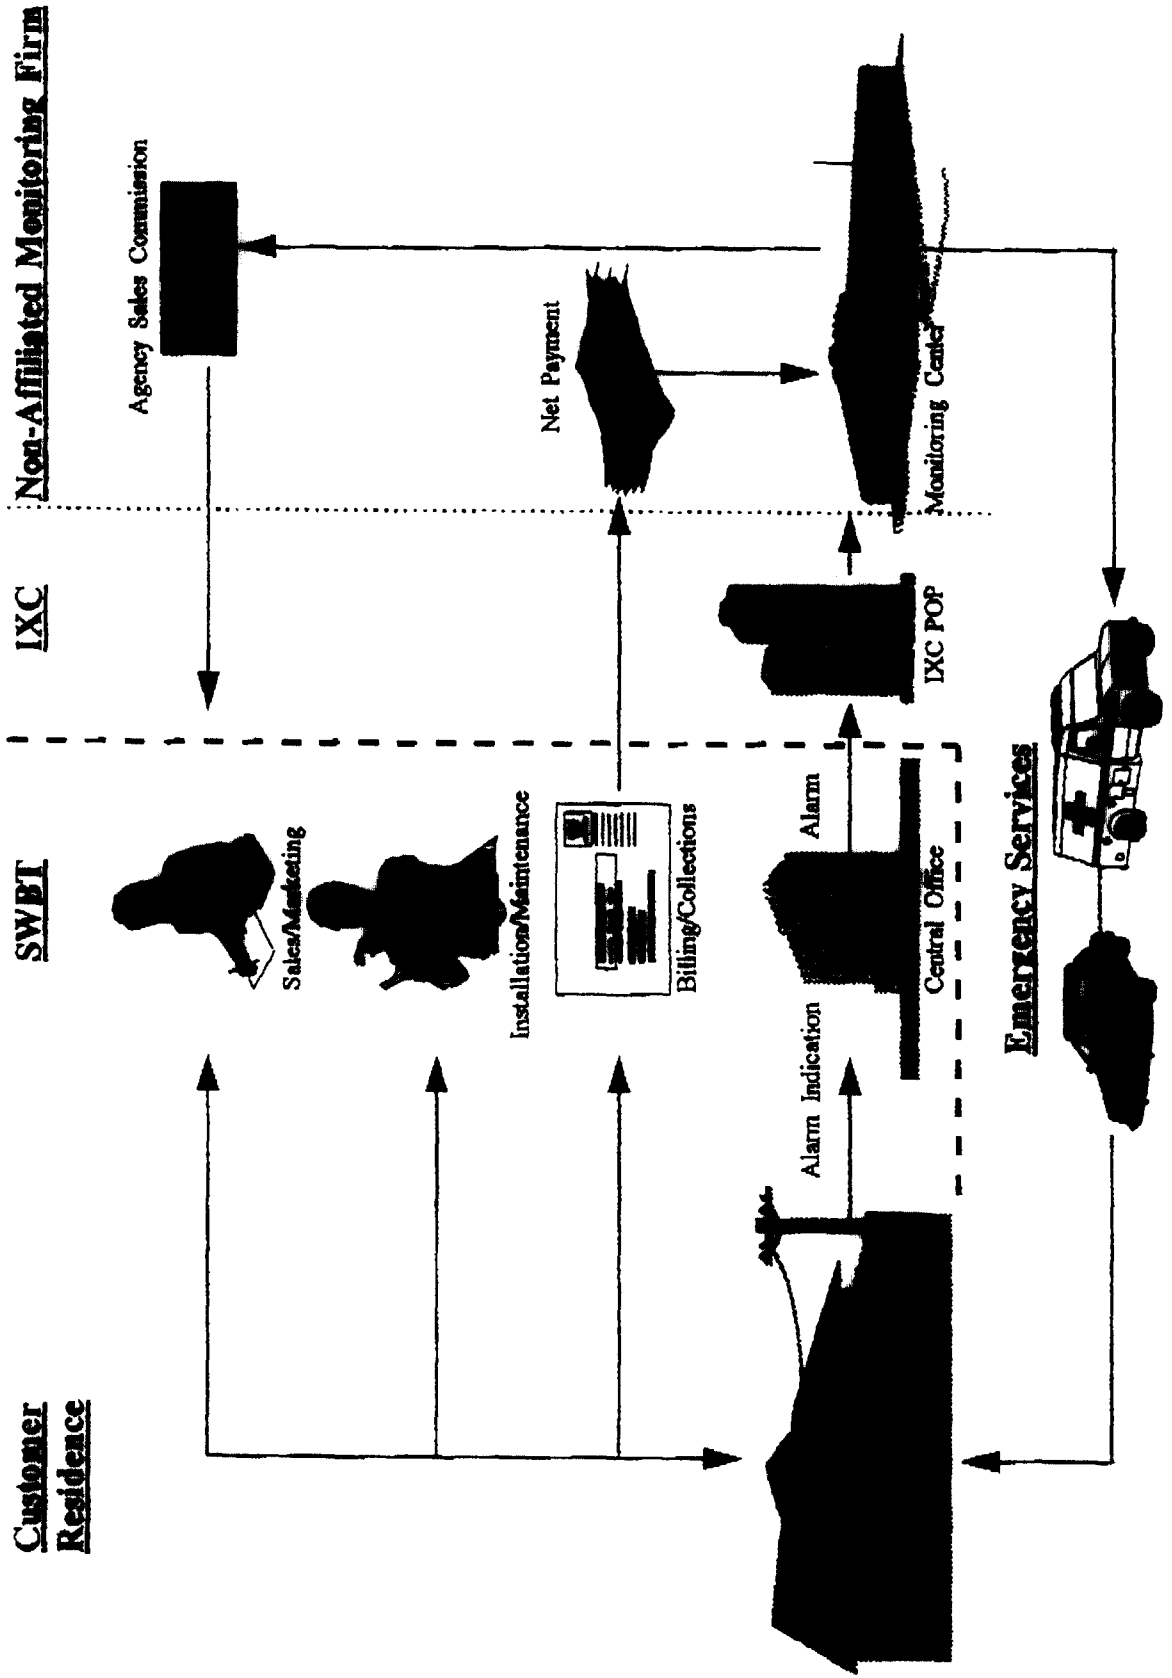 Customer
Residence
SWBT
IXC
Non-Affiliated Monitoring Firm
Agency Sales Commission
Sales/Marketing
Installation/Maintenance
Net Payment
Billing/Collections
Alarm Indication
Alarm
Central Office
IXC POP
Monitoring Center
Emergency Services